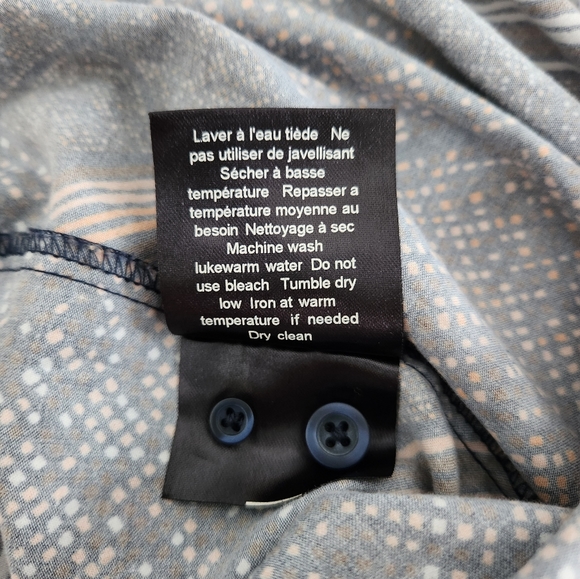 Laver à l'eau tiède Ne
pas utiliser de javellisant
Sécher à basse
température Repasser a
température moyenne au
besoin Nettoyage à sec
Machine wash
lukewarm water Do not
use bleach Tumble dry
low Iron at warm
temperature if needed
Dry clean